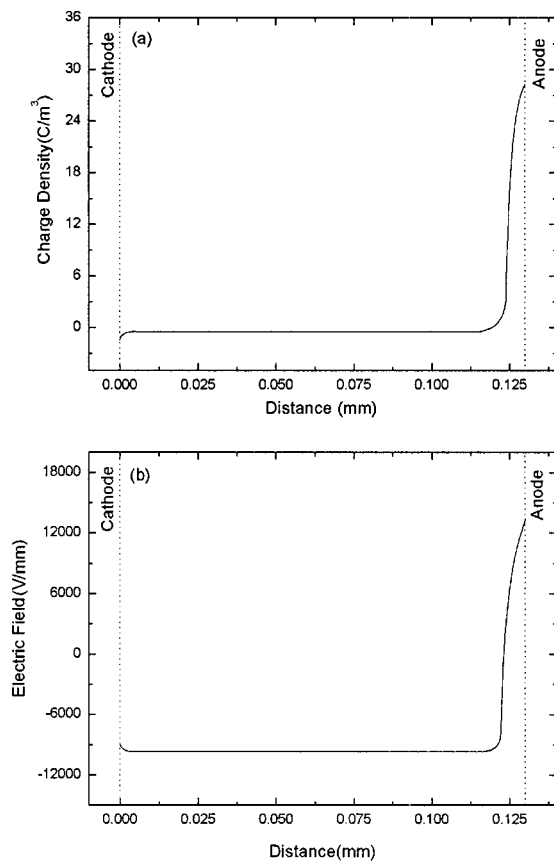 (a)
Cathode
Anode
Charge Density(C/m³)
36
30
24
18
12
6
0
0.000
0.025
0.050
0.075
0.100
0.125
Distance (mm)
(b)
Cathode
Anode
Electric Field(V/mm)
18000
12000
6000
0
-6000
-12000
0.000
0.025
0.050
0.075
0.100
0.125
Distance(mm)